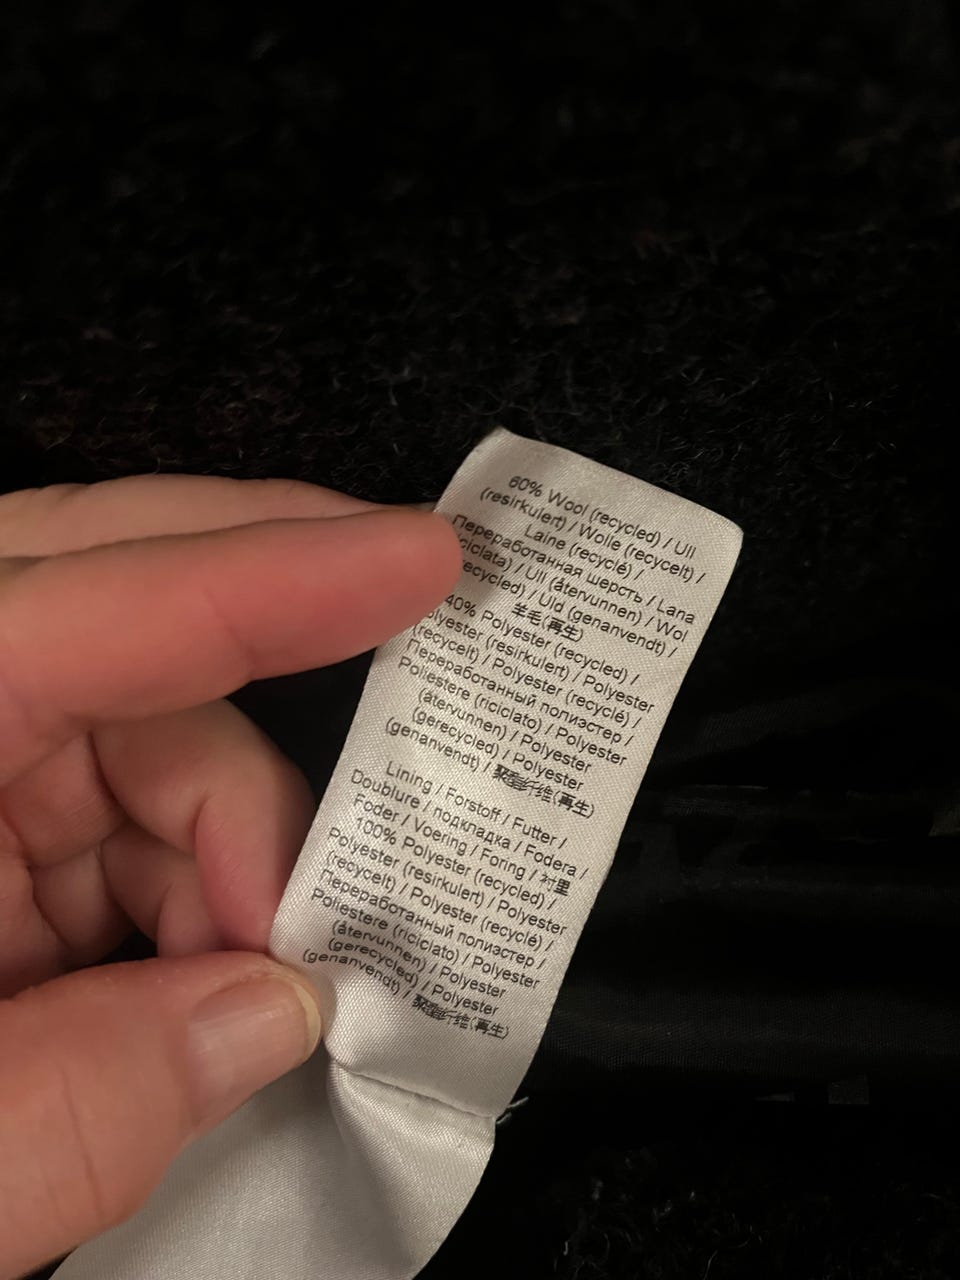 60% Wool (recycled) / Ull
(resirkulert) / Wolle (recycelt) /
Laine (recyclé) /
Переработанная шерсть / Lana
(riciclata) / Ull (återvunnen) / Wol
(gerecycled) / Uld (genanvendt) /
羊毛(再生)
40% Polyester (recycled) /
Polyester (resirkulert) / Polyester
(recycelt) / Polyester (recyclé) /
Переработанный полиэстер /
Poliestere (riciclato) / Polyester
(återvunnen) / Polyester
(gerecycled) / Polyester
(genanvendt) / 聚酯纤维(再生)
Lining / Forstoff / Futter /
Doublure / подкладка / Fodera /
Foder / Voering / Foring / 衬里
100% Polyester (recycled) /
Polyester (resirkulert) / Polyester
(recycelt) / Polyester (recyclé) /
Переработанный полиэстер /
Poliestere (riciclato) / Polyester
(återvunnen) / Polyester
(gerecycled) / Polyester
(genanvendt) / 聚酯纤维(再生)